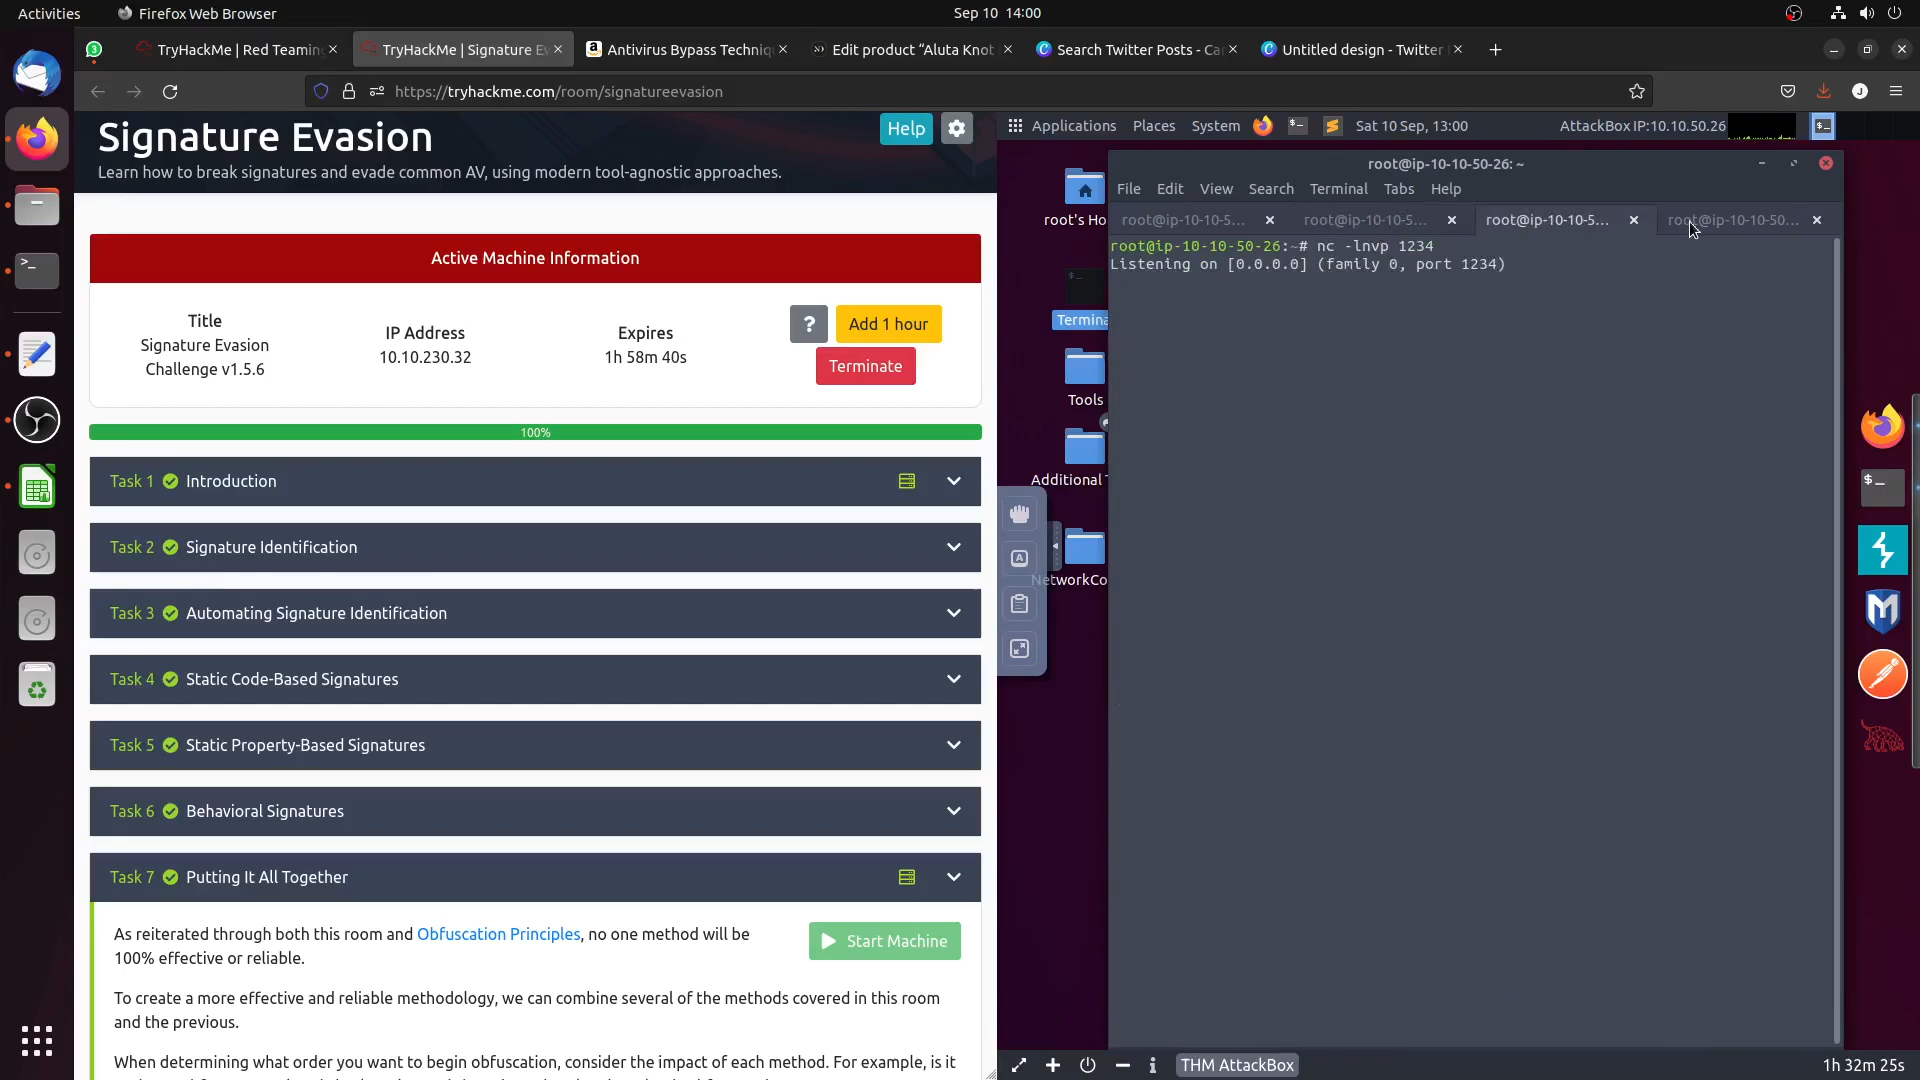 Activities
Firefox Web Browser
Sep 10 14:00
3
TryHackMe | Red Teamin
TryHackMe | Signature E
Antivirus Bypass Techniq
Edit product “Aluta Knot
Search Twitter Posts - Ca
Untitled design - Twitter
https://tryhackme.com/room/signatureevasion
J
Signature Evasion
Learn how to break signatures and evade common AV, using modern tool-agnostic approaches.
Help
Active Machine Information
Title
Signature Evasion
Challenge v1.5.6
IP Address
10.10.230.32
Expires
1h 58m 40s
?
Add 1 hour
Terminate
100%
Task 1 Introduction
Task 2 Signature Identification
Task 3 Automating Signature Identification
Task 4 Static Code-Based Signatures
Task 5 Static Property-Based Signatures
Task 6 Behavioral Signatures
Task 7 Putting It All Together
As reiterated through both this room and Obfuscation Principles, no one method will be
100% effective or reliable.
Start Machine
To create a more effective and reliable methodology, we can combine several of the methods covered in this room
and the previous.
When determining what order you want to begin obfuscation, consider the impact of each method. For example, is it
Applications
Places
System
Sat 10 Sep, 13:00
AttackBox IP:10.10.50.26
root's Ho
Termina
Tools
Additional T
NetworkCo
A
root@ip-10-10-50-26: ~
File Edit View Search Terminal Tabs Help
root@ip-10-10-5...
root@ip-10-10-5...
root@ip-10-10-5...
root@ip-10-10-50...
root@ip-10-10-50-26:~# nc -lnvp 1234
Listening on [0.0.0.0] (family 0, port 1234)
THM AttackBox
1h 32m 25s